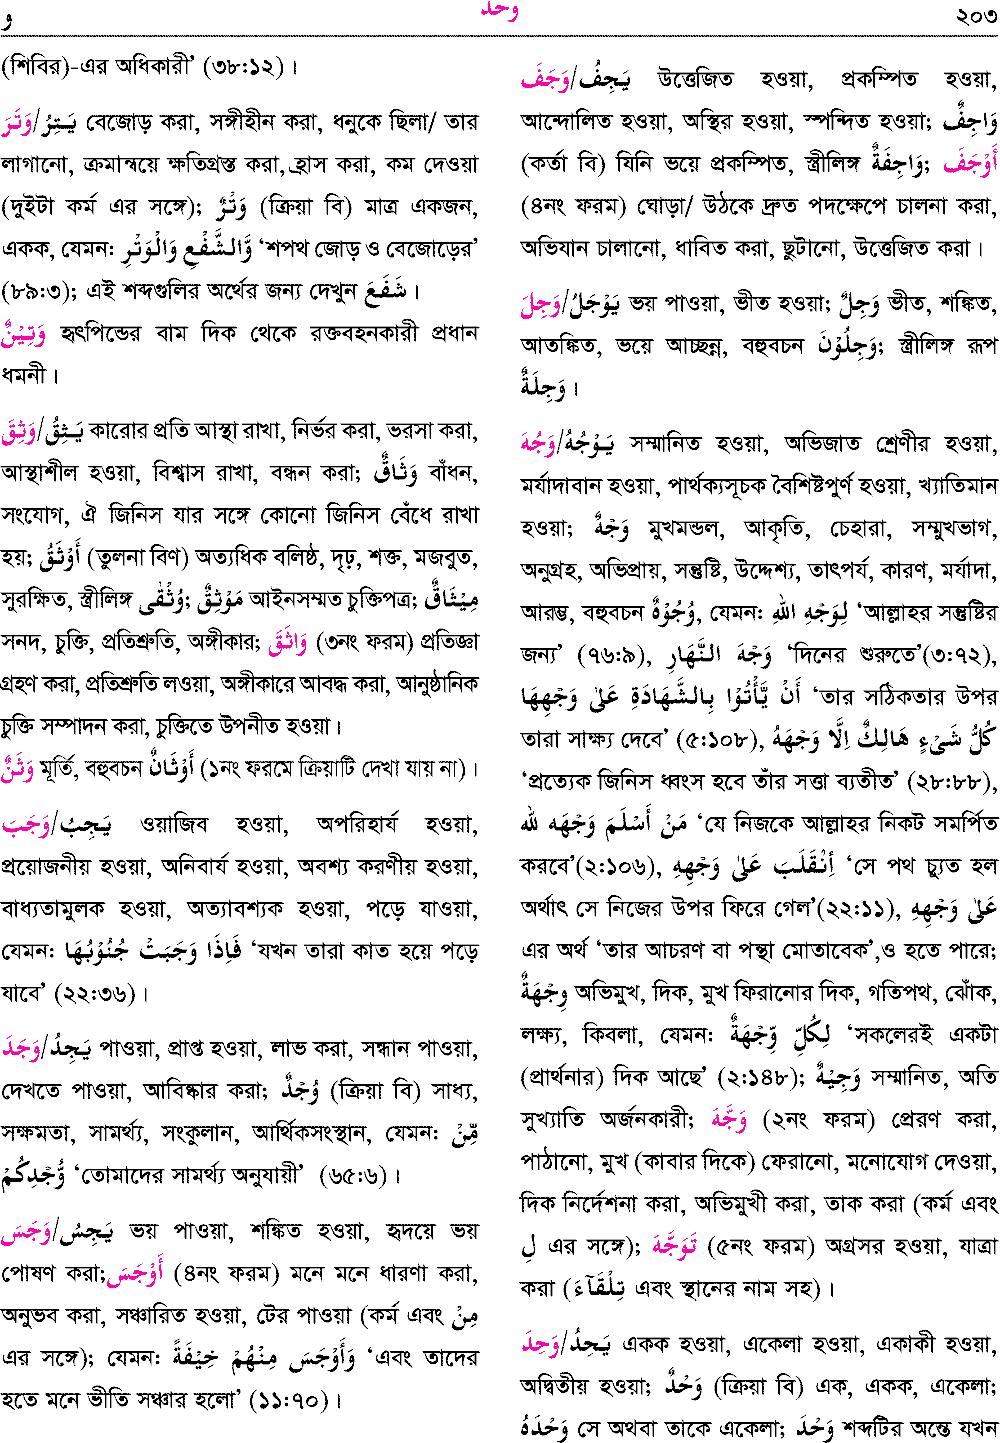 و
وحد
২০৩
(শিবির)-এর অধিকারী’ (৩৮:১২)।
وَتَرَ/يَـتِرُ বেজোড় করা, সঙ্গীহীন করা, ধনুকে ছিলা/ তার
লাগানো, ক্রমান্বয়ে ক্ষতিগ্রস্ত করা, হ্রাস করা, কম দেওয়া
(দুইটা কর্ম এর সঙ্গে); وَتْرٌ (ক্রিয়া বি) মাত্র একজন,
একক, যেমন: وَّالشَّفْعِ وَالْوَتْرِ ‘শপথ জোড় ও বেজোড়ের’
(৮৯:৩); এই শব্দগুলির অর্থের জন্য দেখুন شَفَعَ।
وَتِيْنٌ হৃৎপিন্ডের বাম দিক থেকে রক্তবহনকারী প্রধান
ধমনী।
وَثِقَ/يَـثِقُ কারোর প্রতি আস্থা রাখা, নির্ভর করা, ভরসা করা,
আস্থাশীল হওয়া, বিশ্বাস রাখা, বন্ধন করা; وَثَاقٌ বাঁধন,
সংযোগ, ঐ জিনিস যার সঙ্গে কোনো জিনিস বেঁধে রাখা
হয়; أَوْثَقُ (তুলনা বিণ) অত্যধিক বলিষ্ঠ, দৃঢ়, শক্ত, মজবুত,
সুরক্ষিত, স্ত্রীলিঙ্গ وُثْقٰى; مَوْثِقٌ আইনসম্মত চুক্তিপত্র; مِيْثَاقٌ
সনদ, চুক্তি, প্রতিশ্রুতি, অঙ্গীকার; وَاثَقَ (৩নং ফরম) প্রতিজ্ঞা
গ্রহণ করা, প্রতিশ্রুতি লওয়া, অঙ্গীকারে আবদ্ধ করা, আনুষ্ঠানিক
চুক্তি সম্পাদন করা, চুক্তিতে উপনীত হওয়া।
وَثَنٌ মূর্তি, বহুবচন أَوْثَانٌ (১নং ফরমে ক্রিয়াটি দেখা যায় না)।
وَجَبَ/يَـجِبُ ওয়াজিব হওয়া, অপরিহার্য হওয়া,
প্রয়োজনীয় হওয়া, অনিবার্য হওয়া, অবশ্য করণীয় হওয়া,
বাধ্যতামুলক হওয়া, অত্যাবশ্যক হওয়া, পড়ে যাওয়া,
যেমন: فَاِذَا وَجَبَتْ جُنُوْبُهَا ‘যখন তারা কাত হয়ে পড়ে
যাবে’ (২২:৩৬)।
وَجَدَ/يَـجِدُ পাওয়া, প্রাপ্ত হওয়া, লাভ করা, সন্ধান পাওয়া,
দেখতে পাওয়া, আবিষ্কার করা; وُجْدٌ (ক্রিয়া বি) সাধ্য,
সক্ষমতা, সামর্থ্য, সংকুলান, আর্থিকসংস্থান, যেমন: مِّنْ
وُّجْدِكُمْ ‘তোমাদের সামর্থ্য অনুযায়ী’ (৬৫:৬)।
وَجَسَ/يَـجِسُ ভয় পাওয়া, শঙ্কিত হওয়া, হৃদয়ে ভয়
পোষণ করা; أَوْجَسَ (৪নং ফরম) মনে মনে ধারণা করা,
অনুভব করা, সঞ্চারিত হওয়া, টের পাওয়া (কর্ম এবং مِنْ
এর সঙ্গে); যেমন: وَأَوْجَسَ مِنْهُمْ خِيْفَةً ‘এবং তাদের
হতে মনে ভীতি সঞ্চার হলো’ (১১:৭০)।
وَجَفَ/يَـجِفُ উত্তেজিত হওয়া, প্রকম্পিত হওয়া,
আন্দোলিত হওয়া, অস্থির হওয়া, স্পন্দিত হওয়া; وَاجِفٌ
(কর্তা বি) যিনি ভয়ে প্রকম্পিত, স্ত্রীলিঙ্গ وَاجِفَةٌ; أَوْجَفَ
(৪নং ফরম) ঘোড়া/ উঠকে দ্রুত পদক্ষেপে চালনা করা,
অভিযান চালানো, ধাবিত করা, ছুটানো, উত্তেজিত করা।
وَجِلَ/يَوْجَلُ ভয় পাওয়া, ভীত হওয়া; وَجِلٌ ভীত, শঙ্কিত,
আতঙ্কিত, ভয়ে আচ্ছন্ন, বহুবচন وَجِلُوْنَ; স্ত্রীলিঙ্গ রূপ
وَجِلَةٌ।
وَجُهَ/يَـوْجُهُ সম্মানিত হওয়া, অভিজাত শ্রেণীর হওয়া,
মর্যাদাবান হওয়া, পার্থক্যসূচক বৈশিষ্টপুর্ণ হওয়া, খ্যাতিমান
হওয়া; وَجْهٌ মুখমন্ডল, আকৃতি, চেহারা, সম্মুখভাগ,
অনুগ্রহ, অভিপ্রায়, সন্তুষ্টি, উদ্দেশ্য, তাৎপর্য, কারণ, মর্যাদা,
আরম্ভ, বহুবচন وُجُوْهٌ, যেমন: لِوَجْهِ اللهِ ‘আল্লাহর সন্তুষ্টির
জন্য’ (৭৬:৯), وَجْهَ النَّهَارِ ‘দিনের শুরুতে’(৩:৭২),
أَنْ يَّأْتُوْا بِالشَّهَادَةِ عَلٰى وَجْهِهَا ‘তার সঠিকতার উপর
তারা সাক্ষ্য দেবে’ (৫:১০৮), كُلُّ شَىْءٍ هَالِكٌ اِلَّا وَجْهَهُ
‘প্রত্যেক জিনিস ধ্বংস হবে তাঁর সত্তা ব্যতীত’ (২৮:৮৮),
مَنْ أَسْلَمَ وَجْهَه لله ‘যে নিজকে আল্লাহর নিকট সমর্পিত
করবে’(২:১০৬), اِنْقَلَبَ عَلٰى وَجْهِهِ ‘সে পথ চ্যুত হল
অর্থাৎ সে নিজের উপর ফিরে গেল’(২২:১১), عَلٰى وَجْهِهِ
এর অর্থ ‘তার আচরণ বা পন্থা মোতাবেক’,ও হতে পারে;
وِجْهَةٌ অভিমুখ, দিক, মুখ ফিরানোর দিক, গতিপথ, ঝোঁক,
লক্ষ্য, কিবলা, যেমন: لِكُلٍّ وِّجْهَةٌ ‘সকলেরই একটা
(প্রার্থনার) দিক আছে’ (২:১৪৮); وَجِيْهٌ সম্মানিত, অতি
সুখ্যাতি অর্জনকারী; وَجَّهَ (২নং ফরম) প্রেরণ করা,
পাঠানো, মুখ (কাবার দিকে) ফেরানো, মনোযোগ দেওয়া,
দিক নির্দেশনা করা, অভিমুখী করা, তাক করা (কর্ম এবং
لِ এর সঙ্গে); تَوَجَّهَ (৫নং ফরম) অগ্রসর হওয়া, যাত্রা
করা (تِلْقَآءَ এবং স্থানের নাম সহ)।
وَحِدَ/يَـحِدُ একক হওয়া, একেলা হওয়া, একাকী হওয়া,
অদ্বিতীয় হওয়া; وَحْدٌ (ক্রিয়া বি) এক, একক, একেলা;
وَحْدَهُ সে অথবা তাকে একেলা; وَحْدَ শব্দটির অন্তে যখন